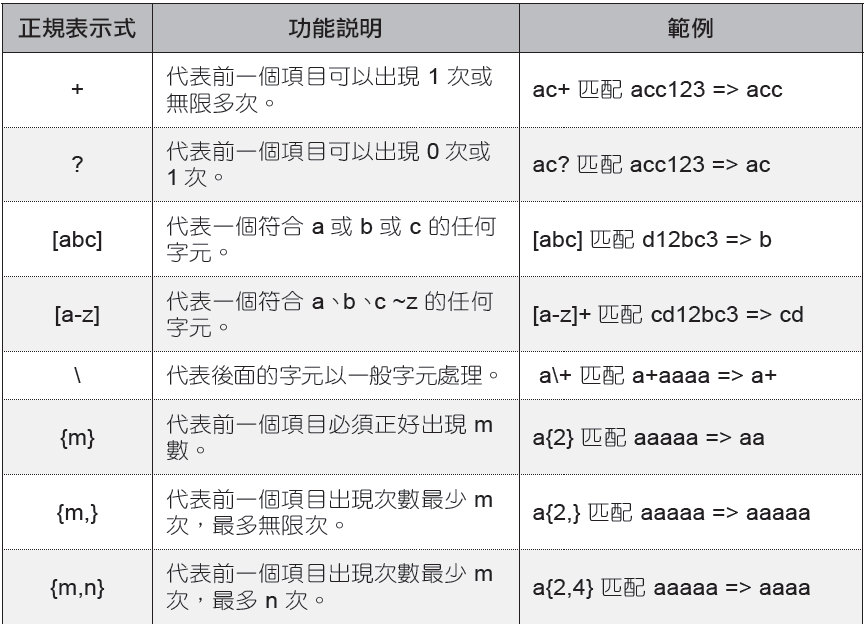 正規表示式 功能說明 範例
+ 代表前一個項目可以出現 1 次或
無限多次。
ac+ 匹配 acc123 => acc
? 代表前一個項目可以出現 0 次或
1 次。
ac? 匹配 acc123 => ac
[abc] 代表一個符合 a 或 b 或 c 的任何
字元。
[abc] 匹配 d12bc3 => b
[a-z] 代表一個符合 a、b、c ~z 的任何
字元。
[a-z]+ 匹配 cd12bc3 => cd
\ 代表後面的字元以一般字元處理。 a\+ 匹配 a+aaaa => a+
{m} 代表前一個項目必須正好出現 m
數。
a{2} 匹配 aaaaa => aa
{m,} 代表前一個項目出現次數最少 m
次，最多無限次。
a{2,} 匹配 aaaaa => aaaaa
{m,n} 代表前一個項目出現次數最少 m
次，最多 n 次。
a{2,4} 匹配 aaaaa => aaaa